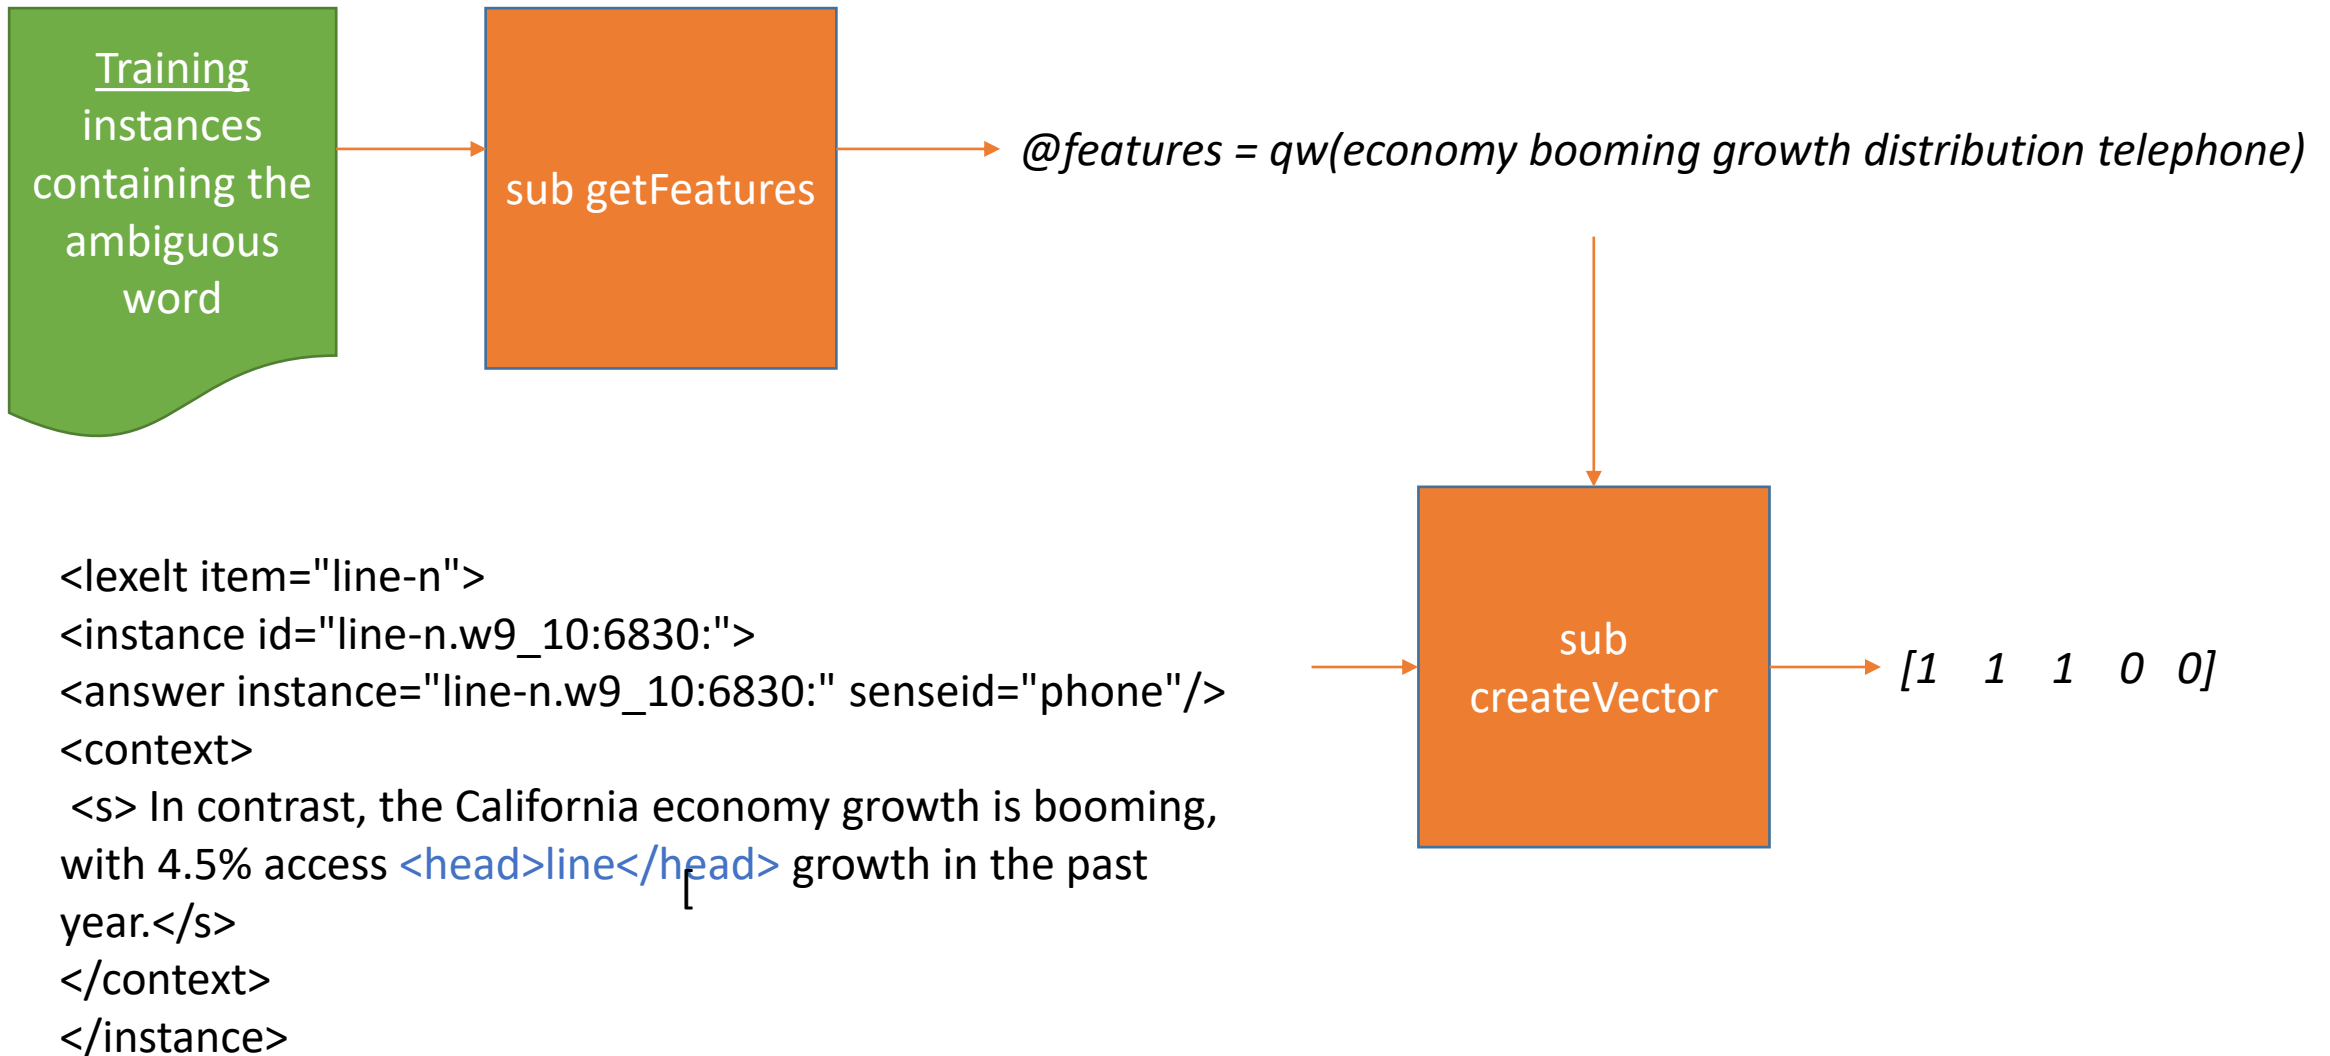 Training
instances
containing the
ambiguous
word
sub getFeatures
@features = qw(economy booming growth distribution telephone)
<lexelt item="line-n">
<instance id="line-n.w9_10:6830:">
<answer instance="line-n.w9_10:6830:" senseid="phone"/>
<context>
<s> In contrast, the California economy growth is booming,
with 4.5% access <head>line</head> growth in the past
[
year.</s>
</context>
</instance>
sub
createVector
[1 1 1 0 0]